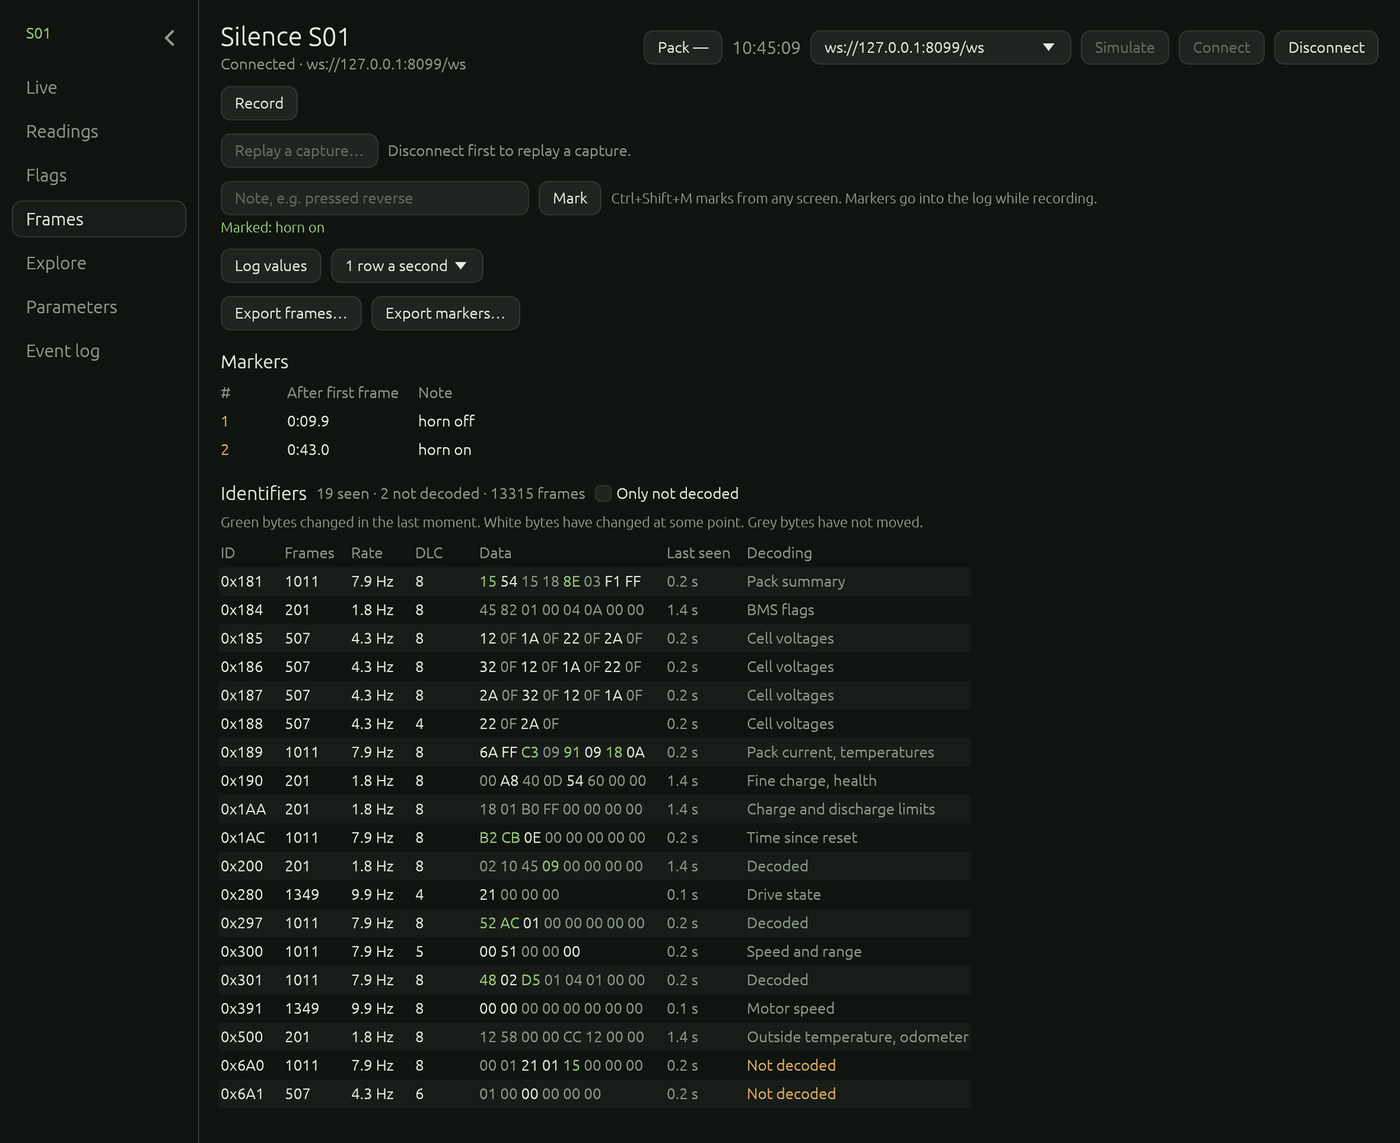 S01
Live
Readings
Flags
Frames
Explore
Parameters
Event log
Silence S01
Connected · ws://127.0.0.1:8099/ws
Pack — 10:45:09 ws://127.0.0.1:8099/ws Simulate Connect Disconnect
Record
Replay a capture... Disconnect first to replay a capture.
Note, e.g. pressed reverse Mark Ctrl+Shift+M marks from any screen. Markers go into the log while recording.
Marked: horn on
Log values 1 row a second
Export frames... Export markers...
Markers
# After first frame Note
1 0:09.9 horn off
2 0:43.0 horn on
Identifiers 19 seen · 2 not decoded · 13315 frames Only not decoded
Green bytes changed in the last moment. White bytes have changed at some point. Grey bytes have not moved.
ID Frames Rate DLC Data Last seen Decoding
0x181 1011 7.9 Hz 8 15 54 15 18 8E 03 F1 FF 0.2 s Pack summary
0x184 201 1.8 Hz 8 45 82 01 00 04 0A 00 00 1.4 s BMS flags
0x185 507 4.3 Hz 8 12 0F 1A 0F 22 0F 2A 0F 0.2 s Cell voltages
0x186 507 4.3 Hz 8 32 0F 12 0F 1A 0F 22 0F 0.2 s Cell voltages
0x187 507 4.3 Hz 8 2A 0F 32 0F 12 0F 1A 0F 0.2 s Cell voltages
0x188 507 4.3 Hz 4 22 0F 2A 0F 0.2 s Cell voltages
0x189 1011 7.9 Hz 8 6A FF C3 09 91 09 18 0A 0.2 s Pack current, temperatures
0x190 201 1.8 Hz 8 00 A8 40 0D 54 60 00 00 1.4 s Fine charge, health
0x1AA 201 1.8 Hz 8 18 01 B0 FF 00 00 00 00 1.4 s Charge and discharge limits
0x1AC 1011 7.9 Hz 8 B2 CB 0E 00 00 00 00 00 0.2 s Time since reset
0x200 201 1.8 Hz 8 02 10 45 09 00 00 00 00 1.4 s Decoded
0x280 1349 9.9 Hz 4 21 00 00 00 0.1 s Drive state
0x297 1011 7.9 Hz 8 52 AC 01 00 00 00 00 00 0.2 s Decoded
0x300 1011 7.9 Hz 5 00 51 00 00 00 0.2 s Speed and range
0x301 1011 7.9 Hz 8 48 02 D5 01 04 01 00 00 0.2 s Decoded
0x391 1349 9.9 Hz 8 00 00 00 00 00 00 00 00 0.1 s Motor speed
0x500 201 1.8 Hz 8 12 58 00 00 CC 12 00 00 1.4 s Outside temperature, odometer
0x6A0 1011 7.9 Hz 8 00 01 21 01 15 00 00 00 0.2 s Not decoded
0x6A1 507 4.3 Hz 6 01 00 00 00 00 00 0.2 s Not decoded